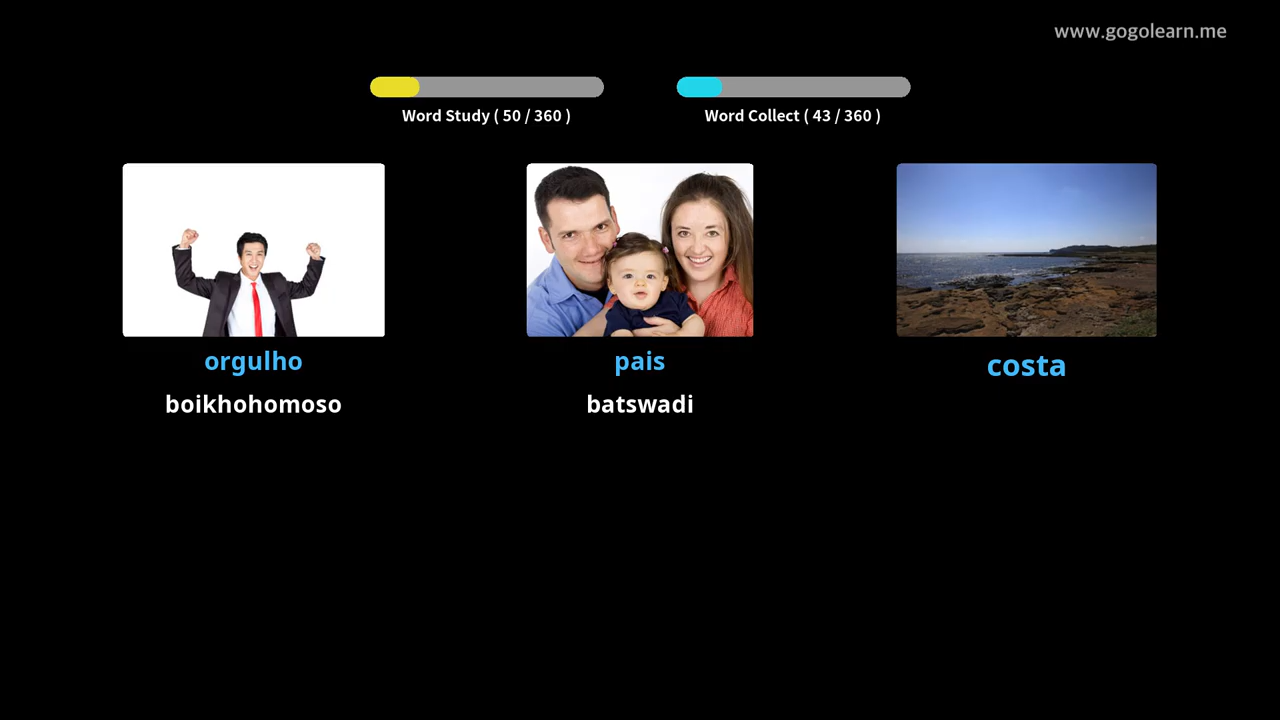 www.gogolearn.me
Word Study ( 50 / 360 )
Word Collect ( 43 / 360 )
orgulho
boikhohomoso
pais
batswadi
costa